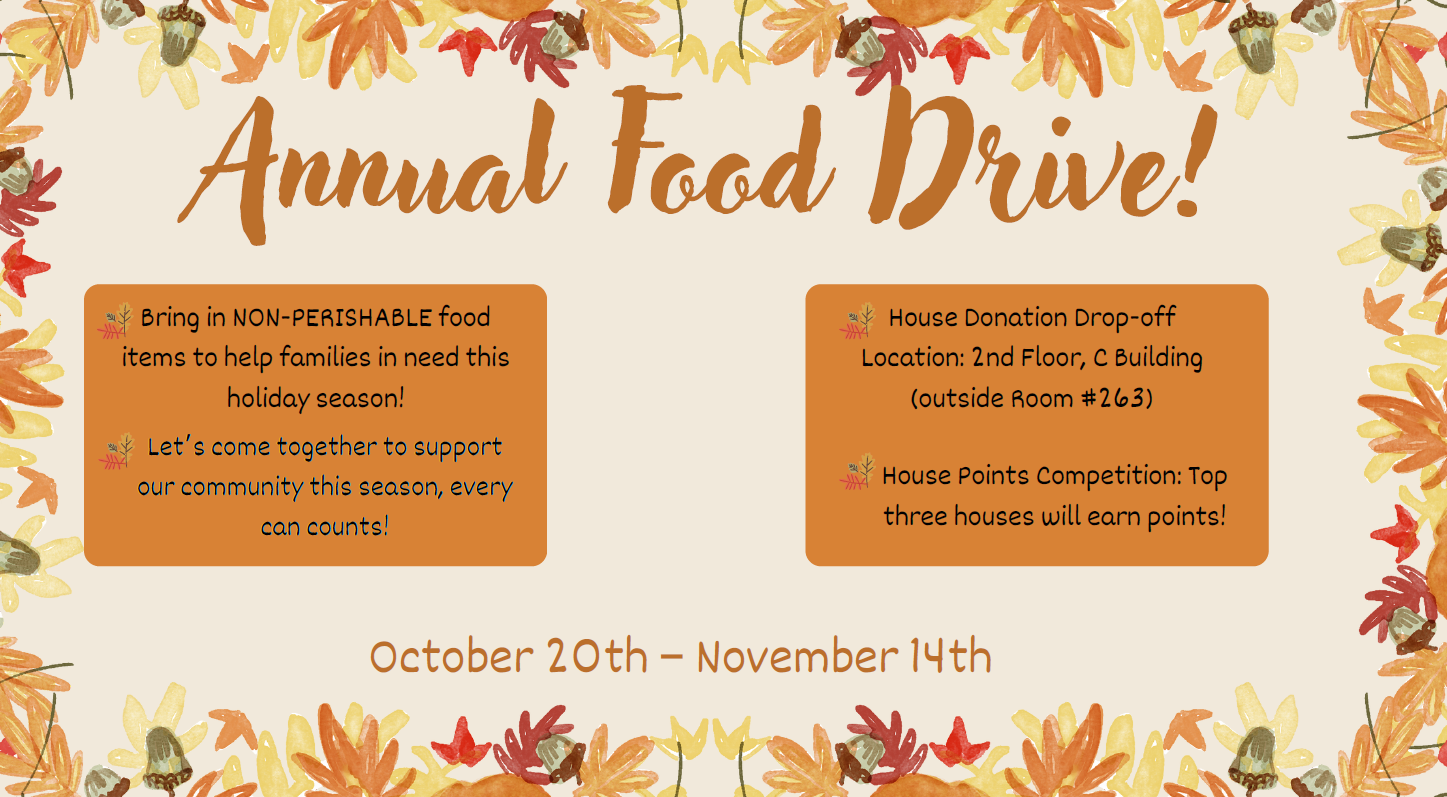 Annual Food Drive!
Bring in NON-PERISHABLE food
items to help families in need this
holiday season!
Let's come together to support
our community this season, every
can counts!
House Donation Drop-off
Location: 2nd Floor, C Building
(outside Room #263)
House Points Competition: Top
three houses will earn points!
October 20th – November 14th